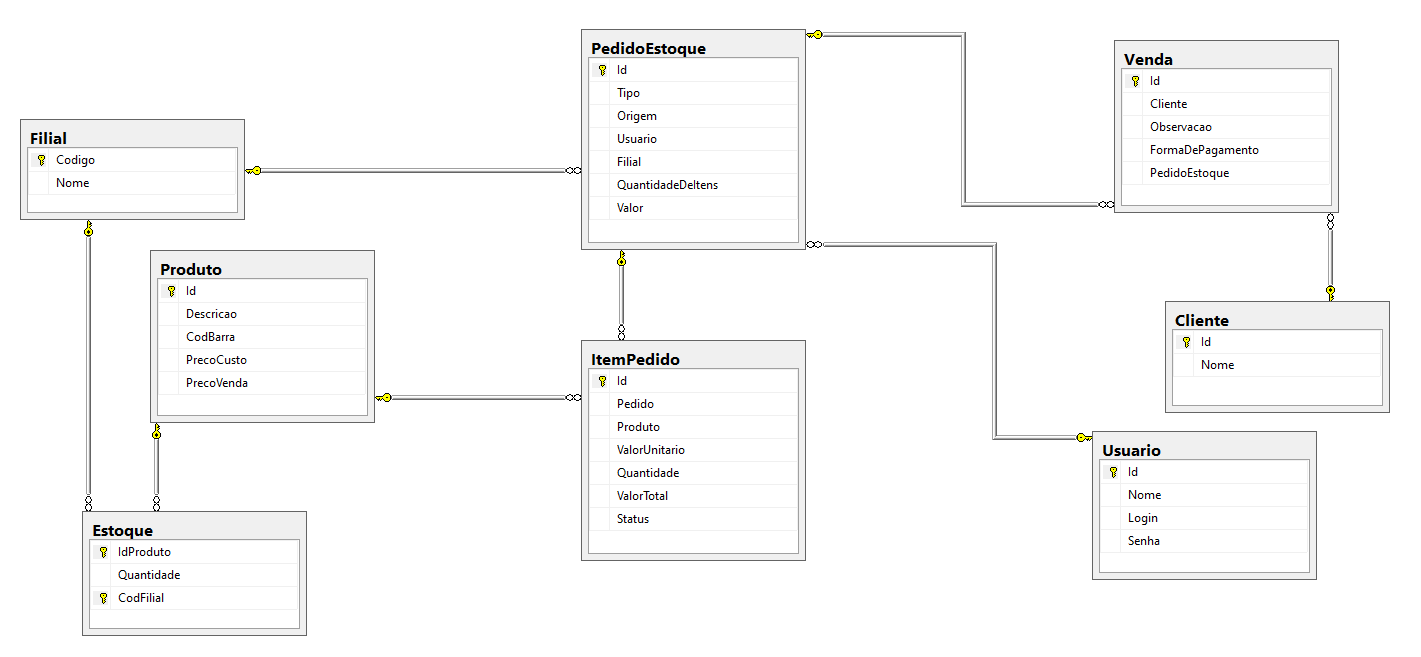 PedidoEstoque
Id
Tipo
Origem
Usuario
Filial
QuantidadeDeItens
Valor
Venda
Id
Cliente
Observacao
FormaDePagamento
PedidoEstoque
Filial
Codigo
Nome
Produto
Id
Descricao
CodBarra
PrecoCusto
PrecoVenda
ItemPedido
Id
Pedido
Produto
ValorUnitario
Quantidade
ValorTotal
Status
Cliente
Id
Nome
Usuario
Id
Nome
Login
Senha
Estoque
IdProduto
Quantidade
CodFilial